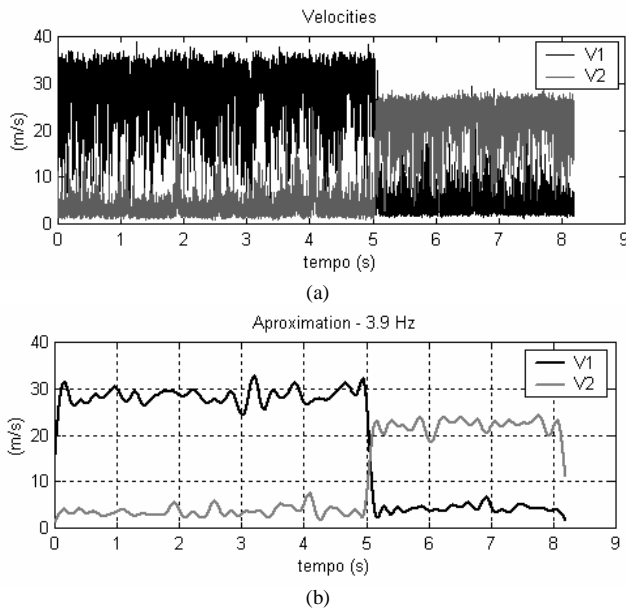 Velocities
40
30
20
10
0
(m/s)
V1
V2
0 1 2 3 4 5 6 7 8 9
tempo (s)
(a)
Aproximation - 3.9 Hz
40
30
20
10
0
(m/s)
V1
V2
0 1 2 3 4 5 6 7 8 9
tempo (s)
(b)